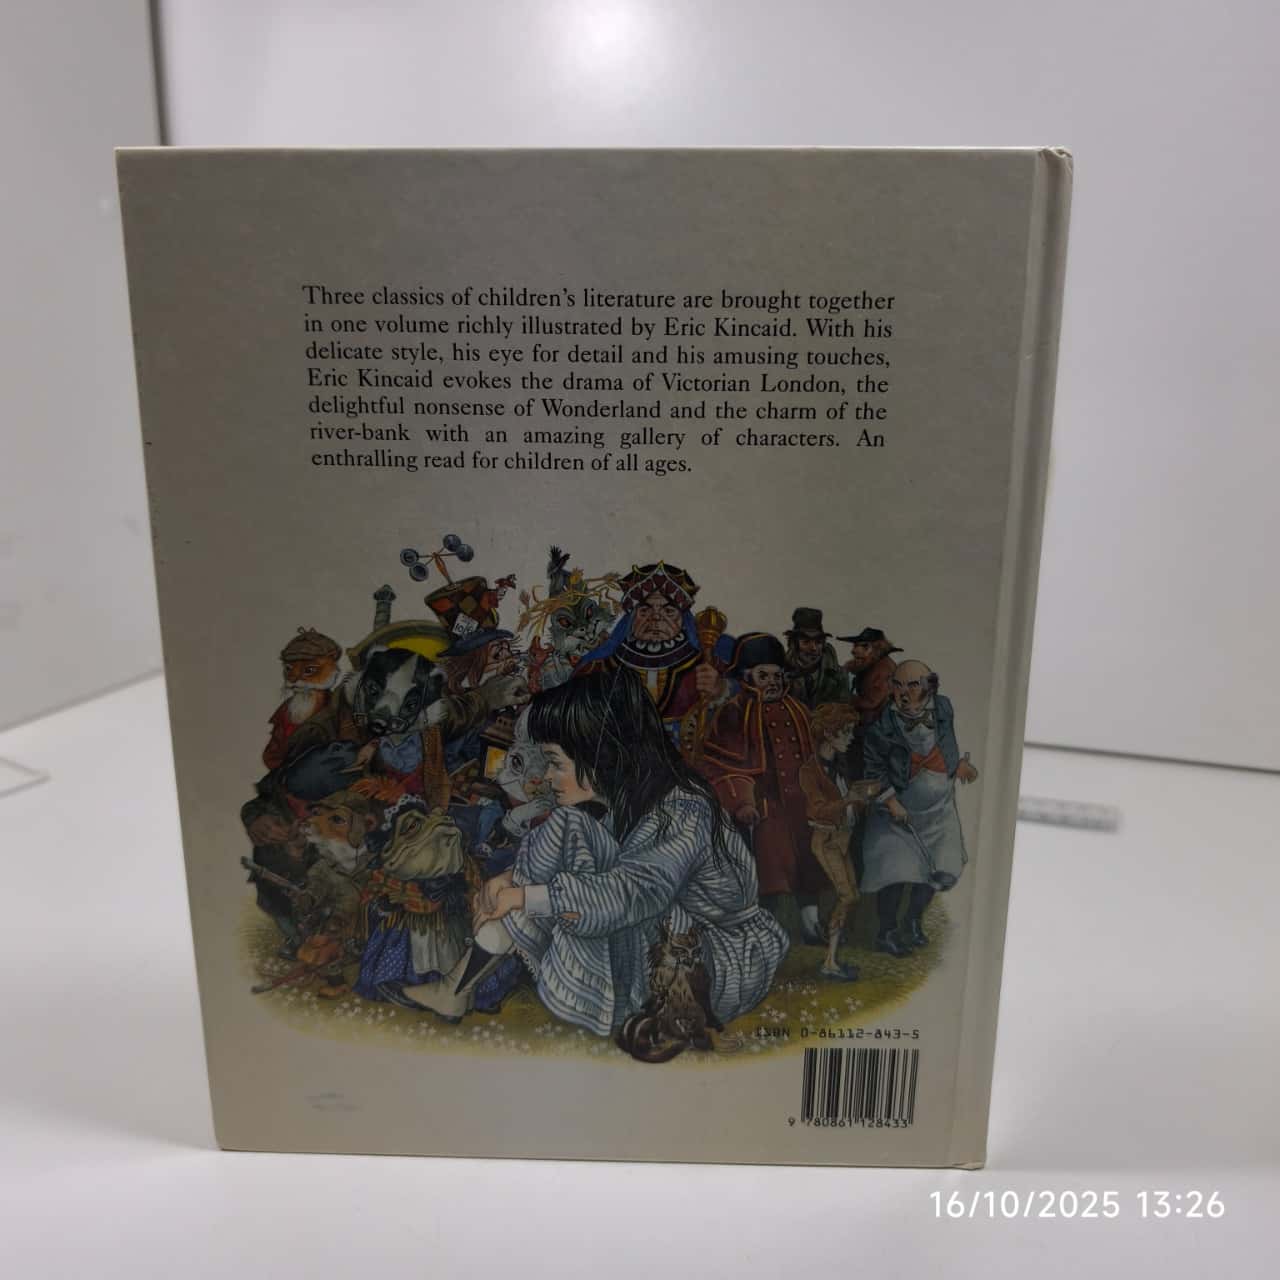 Three classics of children's literature are brought together
in one volume richly illustrated by Eric Kincaid. With his
delicate style, his eye for detail and his amusing touches,
Eric Kincaid evokes the drama of Victorian London, the
delightful nonsense of Wonderland and the charm of the
river-bank with an amazing gallery of characters. An
enthralling read for children of all ages.
ISBN 0-86112-843-5
9 780861 128433
16/10/2025 13:26